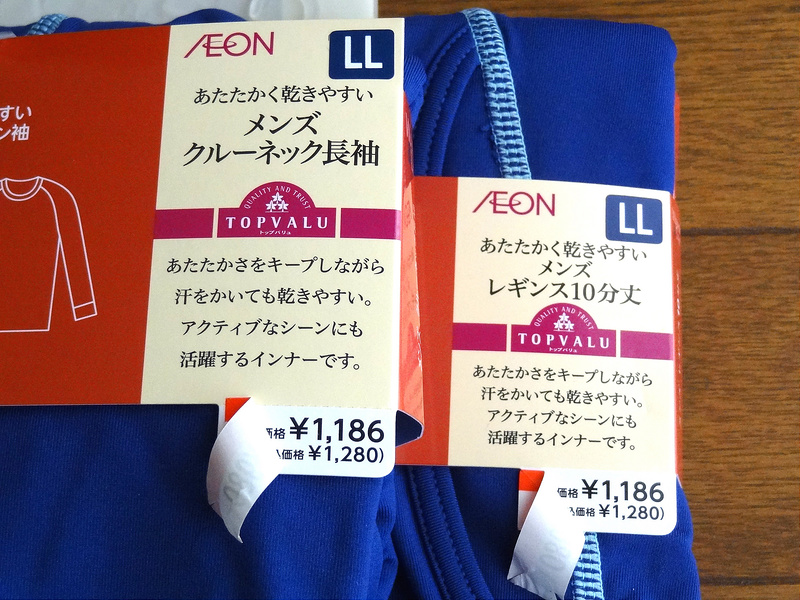 すい
ン袖
ÆON
LL
あたたかく乾きやすい
メンズ
クルーネック長袖
QUALITY AND TRUST
TOPVALU
トップバリュ
あたたかさをキープしながら
汗をかいても乾きやすい。
アクティブなシーンにも
活躍するインナーです。
価格 ¥1,186
価格 ¥1,280)
ÆON
LL
あたたかく乾きやすい
メンズ
レギンス10分丈
QUALITY AND TRUST
TOPVALU
トップバリュ
あたたかさをキープしながら
汗をかいても乾きやすい。
アクティブなシーンにも
活躍するインナーです。
価格 ¥1,186
込価格 ¥1,280)